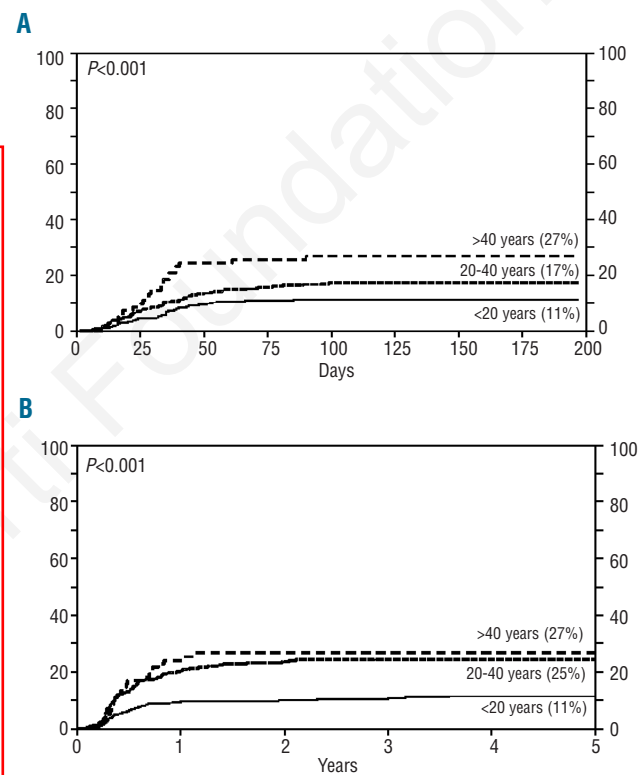 A
P<0.001
100 100
80 80
60 60
40 40
>40 years (27%)
20-40 years (17%)
20 20
<20 years (11%)
0 0
0 25 50 75 100 125 150 175 200
Days
B
P<0.001
100 100
80 80
60 60
40 40
>40 years (27%)
20 20
20-40 years (25%)
<20 years (11%)
0 0
0 1 2 3 4 5
Years
rti Foundation